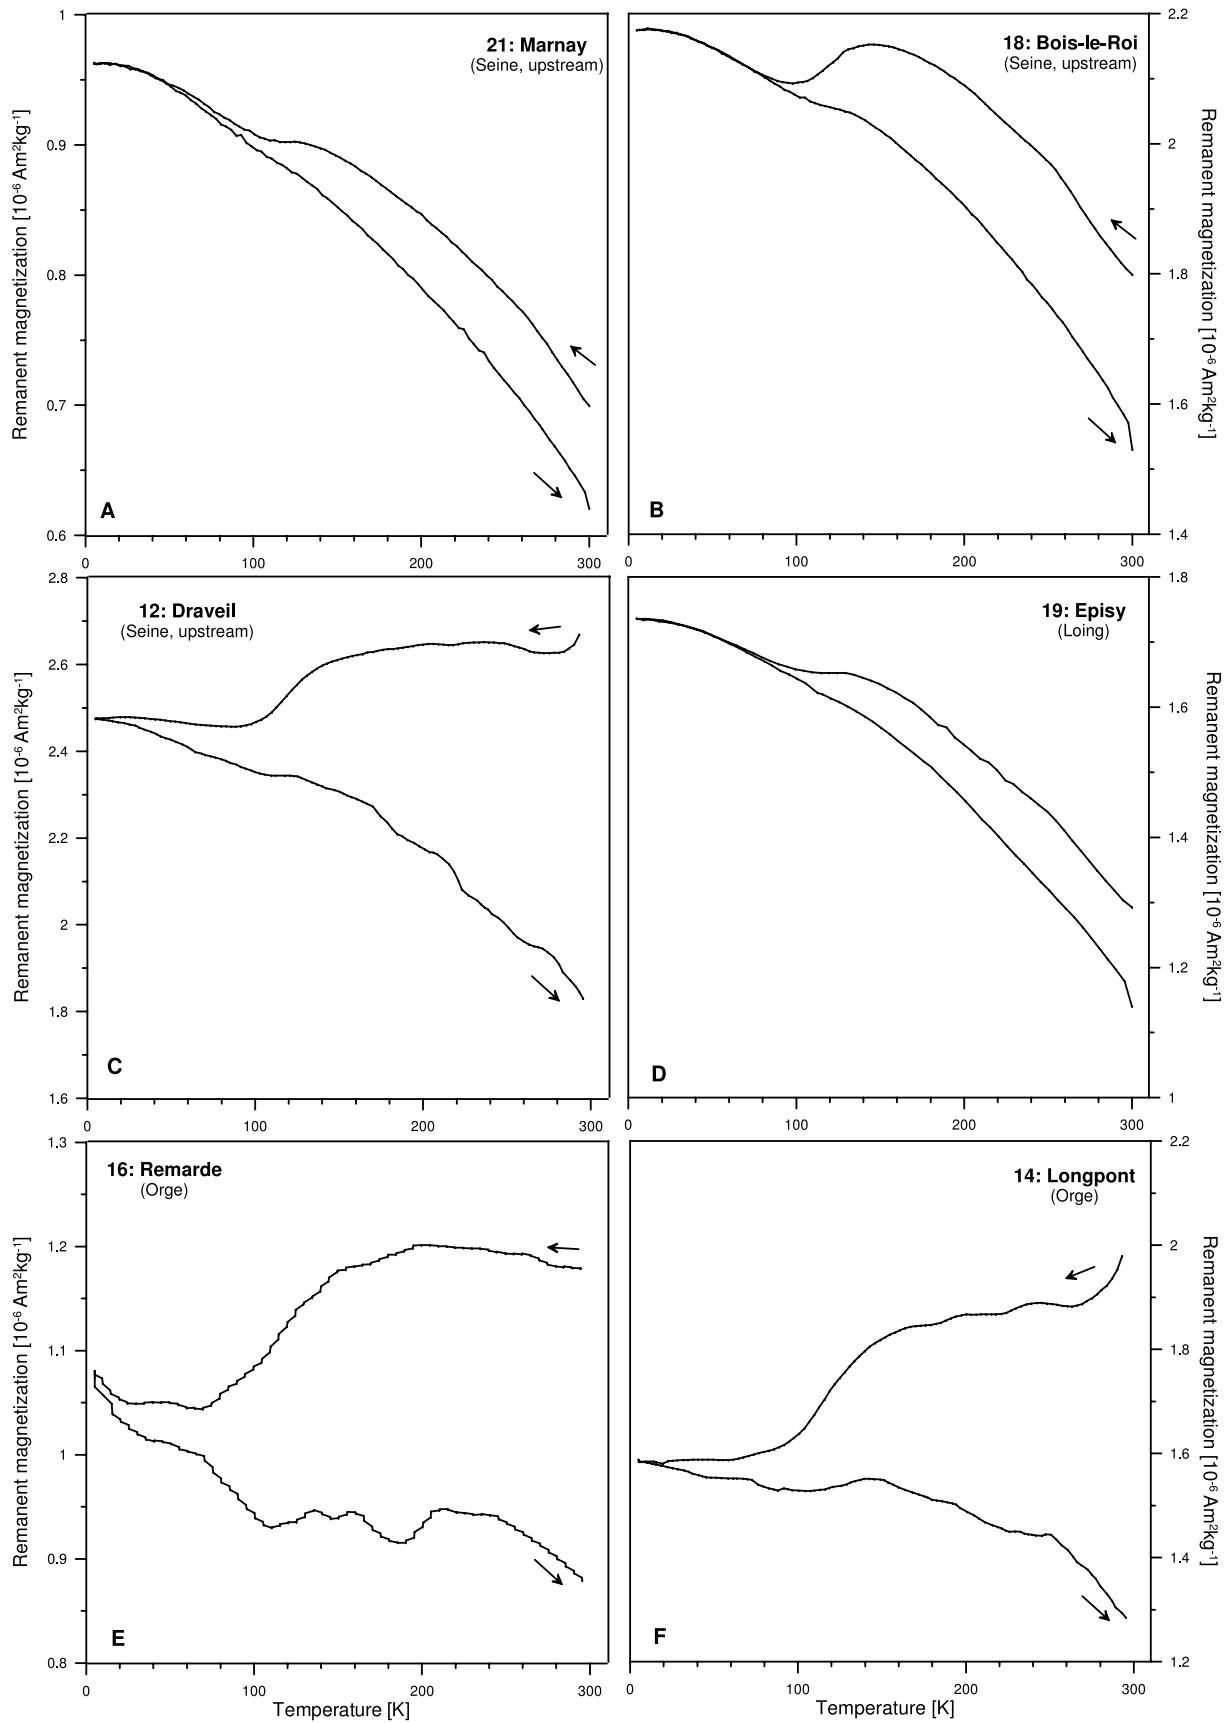 21: Marnay
(Seine, upstream)
A
Remanent magnetization [10⁻⁶ Am²kg⁻¹]
1
0.9
0.8
0.7
0.6
0
100
200
300
18: Bois-le-Roi
(Seine, upstream)
B
Remanent magnetization [10⁻⁶ Am²kg⁻¹]
2.2
2
1.8
1.6
1.4
0
100
200
300
12: Draveil
(Seine, upstream)
C
Remanent magnetization [10⁻⁶ Am²kg⁻¹]
2.8
2.6
2.4
2.2
2
1.8
1.6
0
100
200
300
19: Episy
(Loing)
D
Remanent magnetization [10⁻⁶ Am²kg⁻¹]
1.8
1.6
1.4
1.2
1
0
100
200
300
16: Remarde
(Orge)
E
Remanent magnetization [10⁻⁶ Am²kg⁻¹]
1.3
1.2
1.1
1
0.9
0.8
0
100
200
300
Temperature [K]
14: Longpont
(Orge)
F
Remanent magnetization [10⁻⁶ Am²kg⁻¹]
2.2
2
1.8
1.6
1.4
1.2
0
100
200
300
Temperature [K]